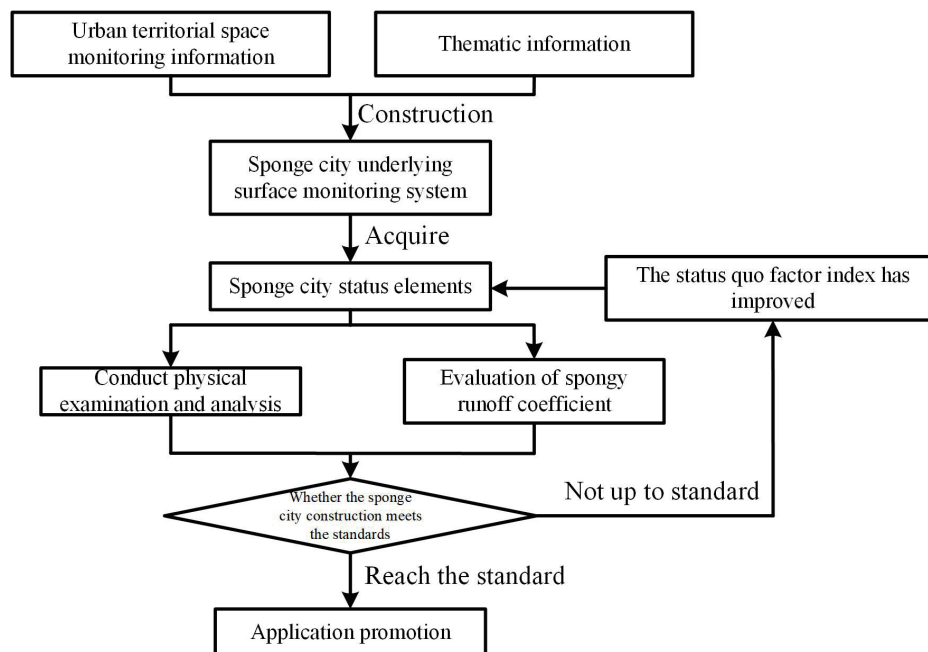 Urban territorial space
monitoring information
Thematic information
Construction
Sponge city underlying
surface monitoring system
Acquire
Sponge city status elements
The status quo factor index has
improved
Conduct physical
examination and analysis
Evaluation of spongy
runoff coefficient
Whether the sponge
city construction meets
the standards
Not up to standard
Reach the standard
Application promotion